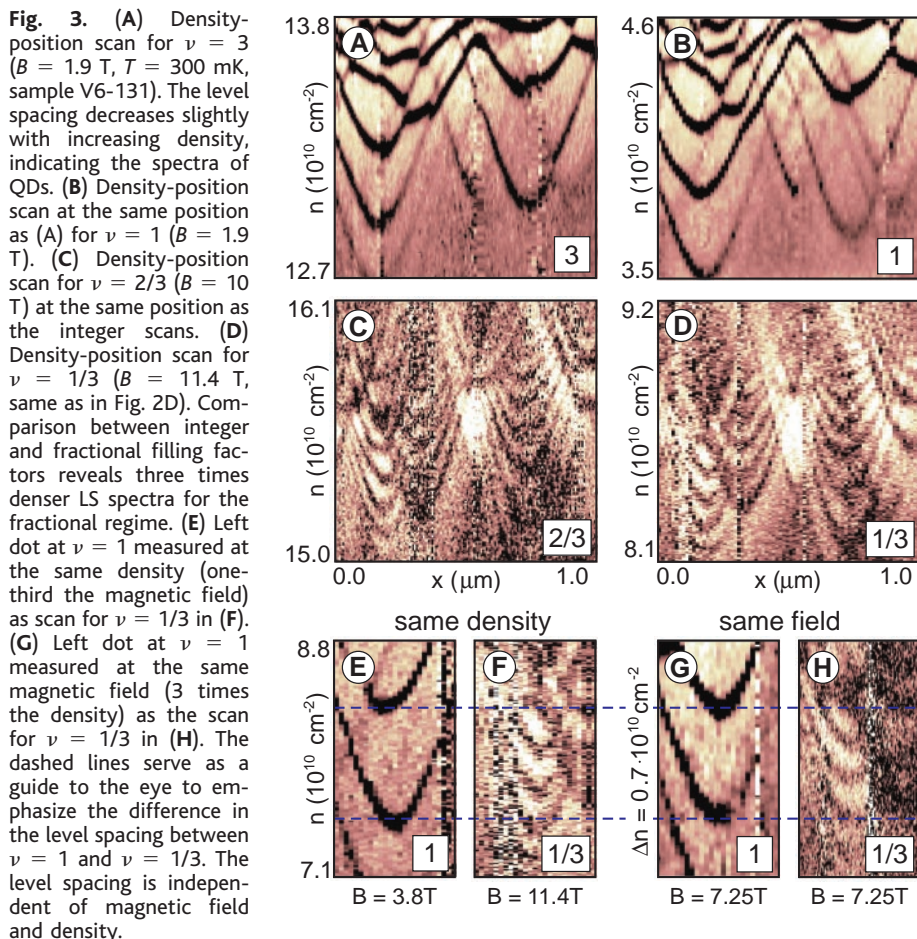 Fig. 3. (A) Density-
position scan for ν = 3
(B = 1.9 T, T = 300 mK,
sample V6-131). The level
spacing decreases slightly
with increasing density,
indicating the spectra of
QDs. (B) Density-position
scan at the same position
as (A) for ν = 1 (B = 1.9
T). (C) Density-position
scan for ν = 2/3 (B = 10
T) at the same position as
the integer scans. (D)
Density-position scan for
ν = 1/3 (B = 11.4 T,
same as in Fig. 2D). Com-
parison between integer
and fractional filling fac-
tors reveals three times
denser LS spectra for the
fractional regime. (E) Left
dot at ν = 1 measured at
the same density (one-
third the magnetic field)
as scan for ν = 1/3 in (F).
(G) Left dot at ν = 1
measured at the same
magnetic field (3 times
the density) as the scan
for ν = 1/3 in (H). The
dashed lines serve as a
guide to the eye to em-
phasize the difference in
the level spacing between
ν = 1 and ν = 1/3. The
level spacing is indepen-
dent of magnetic field
and density.
13.8
A
n (10^10 cm^-2)
12.7
3
4.6
B
n (10^10 cm^-2)
3.5
1
16.1
C
n (10^10 cm^-2)
15.0
2/3
0.0 x (μm) 1.0
9.2
D
n (10^10 cm^-2)
8.1
1/3
0.0 x (μm) 1.0
same density
8.8
E
n (10^10 cm^-2)
7.1
1
B = 3.8T
F
1/3
B = 11.4T
same field
G
Δn = 0.7·10^10 cm^-2
1
B = 7.25T
H
1/3
B = 7.25T